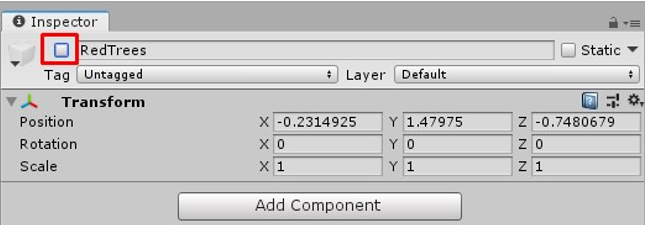 Inspector
RedTrees Static
Tag Untagged Layer Default
Transform
Position X -0.2314925 Y 1.47975 Z -0.7480679
Rotation X 0 Y 0 Z 0
Scale X 1 Y 1 Z 1
Add Component